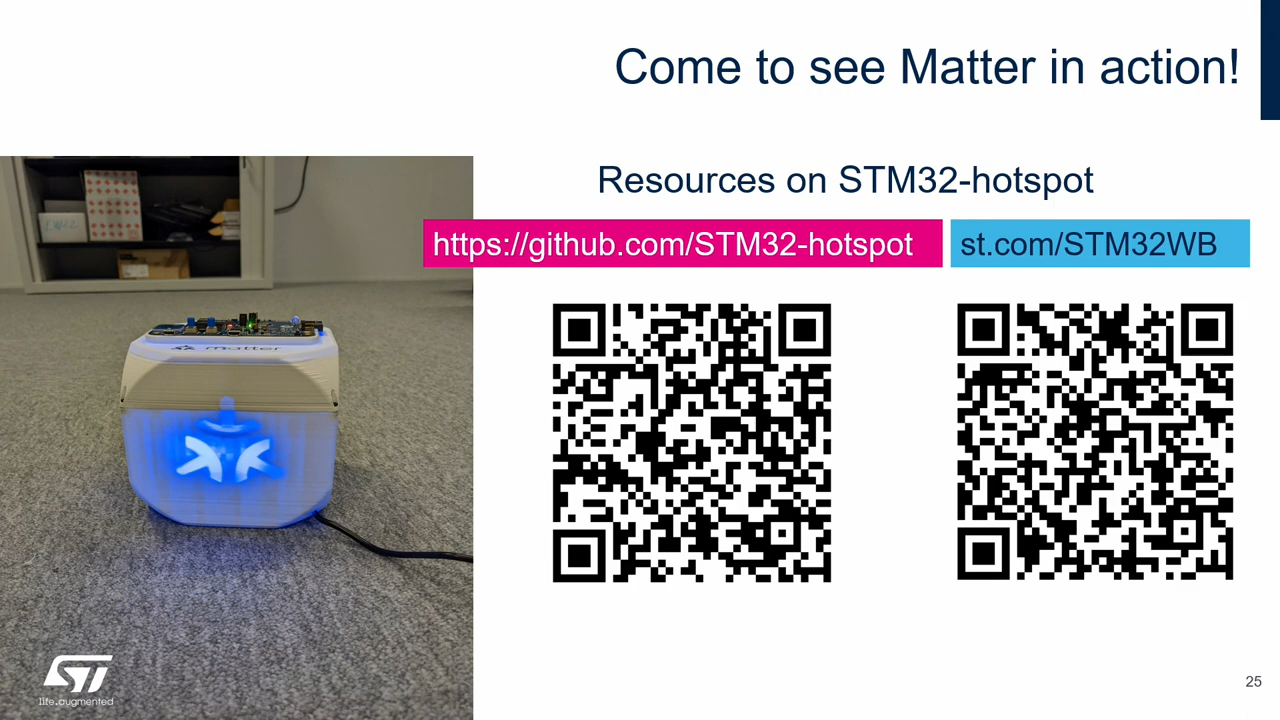 Come to see Matter in action!
Resources on STM32-hotspot
https://github.com/STM32-hotspot
st.com/STM32WB
matter
ST
life.augmented
25